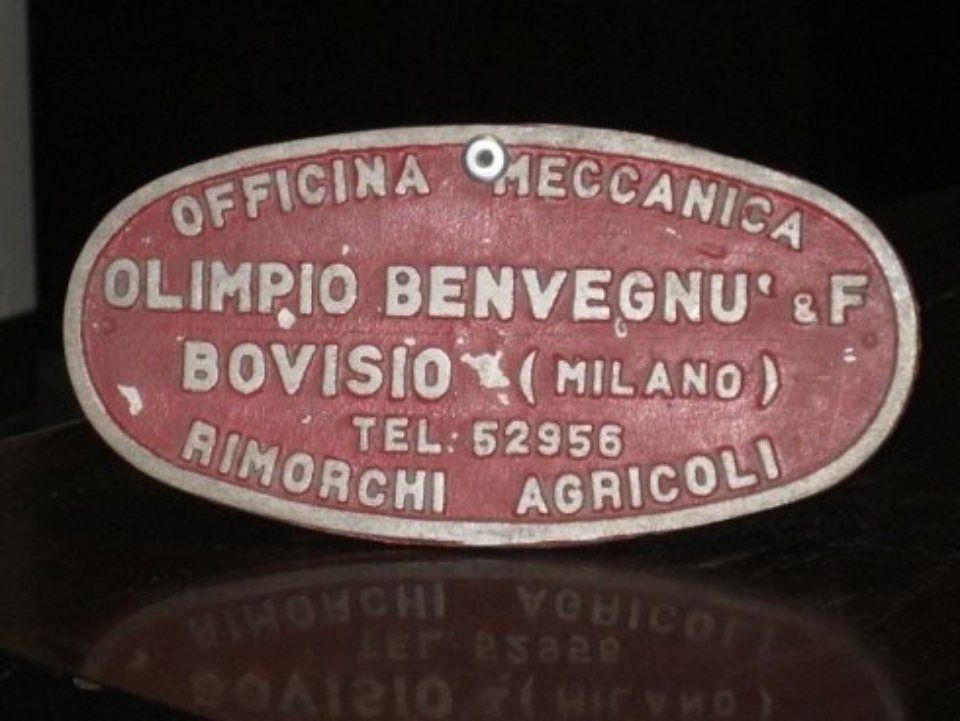 OFFICINA MECCANICA
OLIMPIO BENVEGNU' & F
BOVISIO (MILANO)
TEL: 52956
RIMORCHI AGRICOLI